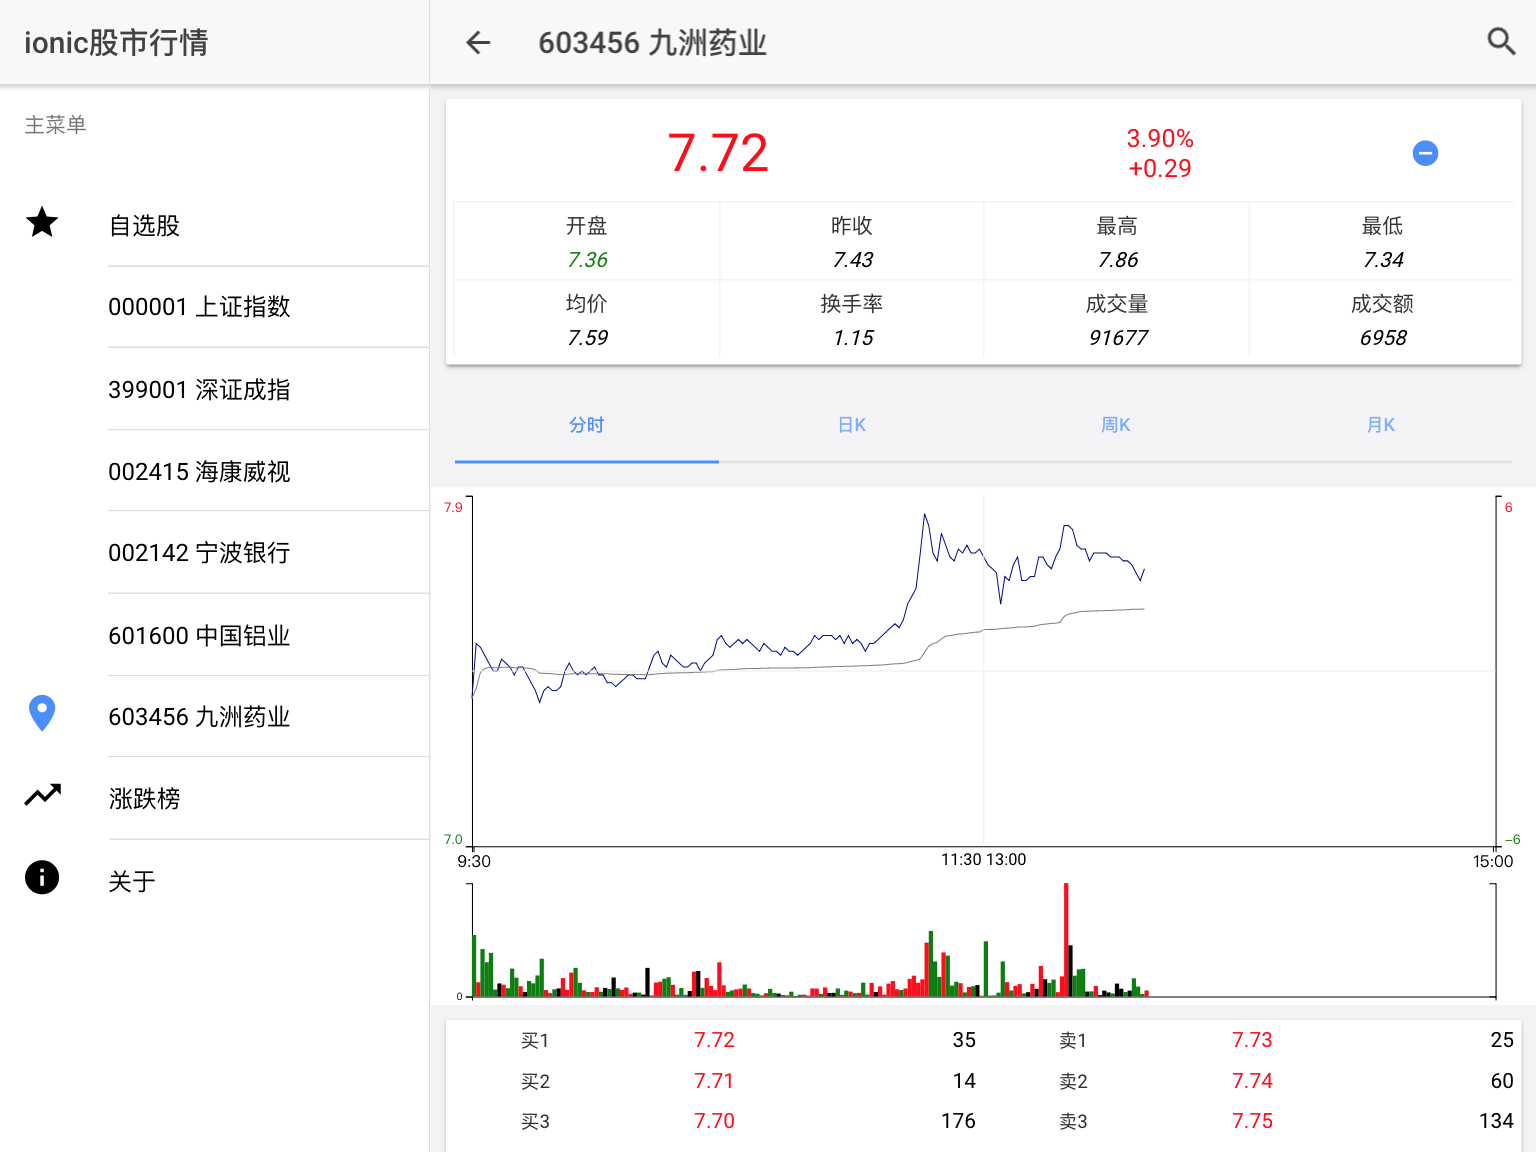 ionic股市行情
主菜单
自选股
000001 上证指数
399001 深证成指
002415 海康威视
002142 宁波银行
601600 中国铝业
603456 九洲药业
涨跌榜
关于
603456 九洲药业
7.72
3.90%
+0.29
开盘 昨收 最高 最低
7.36 7.43 7.86 7.34
均价 换手率 成交量 成交额
7.59 1.15 91677 6958
分时 日K 周K 月K
7.9 6
7.0 -6
9:30 11:30 13:00 15:00
0
买1 7.72 35 卖1 7.73 25
买2 7.71 14 卖2 7.74 60
买3 7.70 176 卖3 7.75 134